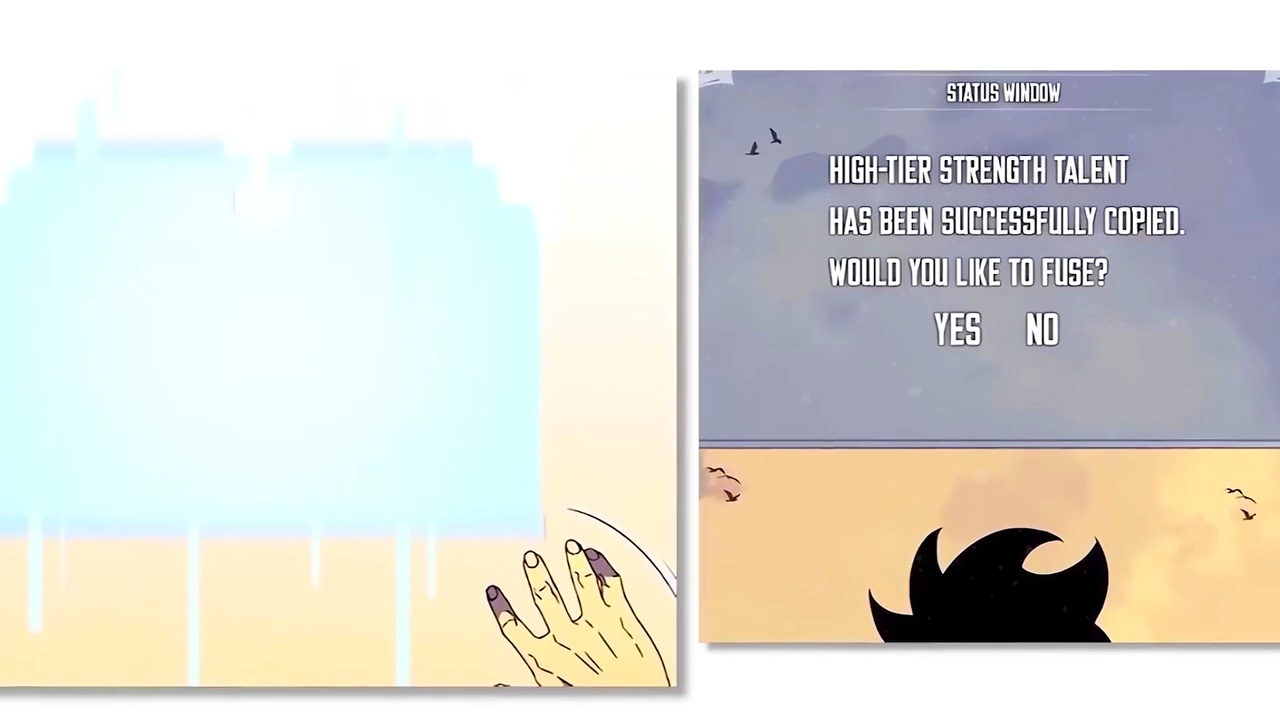 STATUS WINDOW
HIGH-TIER STRENGTH TALENT
HAS BEEN SUCCESSFULLY COPIED.
WOULD YOU LIKE TO FUSE?
YES NO